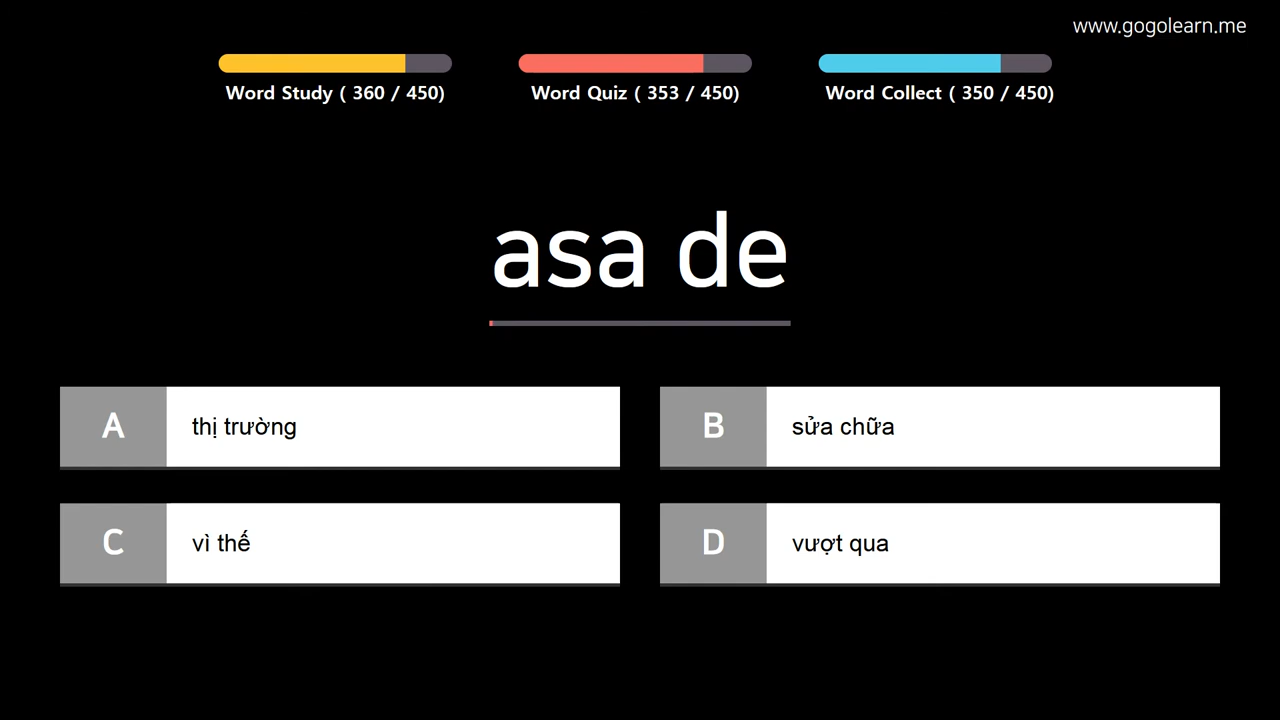 www.gogolearn.me
Word Study ( 360 / 450)
Word Quiz ( 353 / 450)
Word Collect ( 350 / 450)
asa de
A thị trường
B sửa chữa
C vì thế
D vượt qua